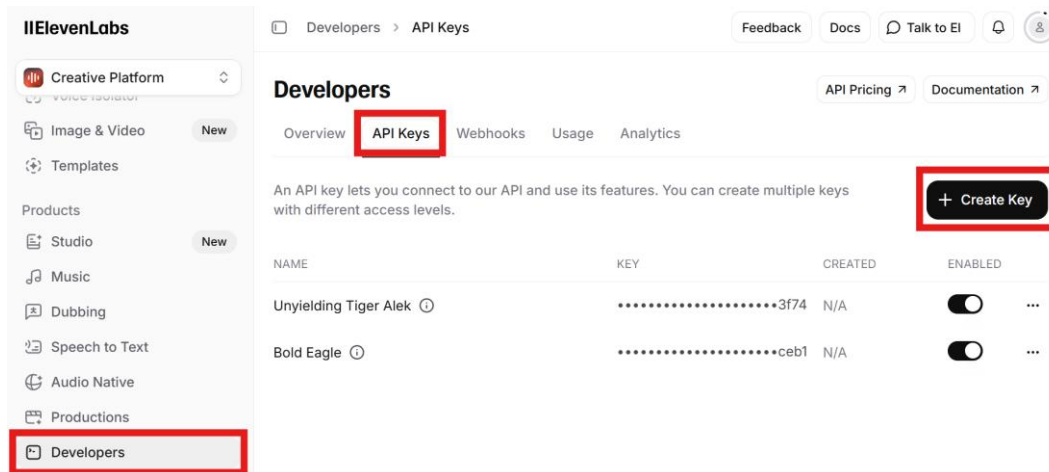 IIElevenLabs
Developers > API Keys
Feedback
Docs
Talk to El
Creative Platform
Voice Isolator
Image & Video New
Templates
Products
Studio New
Music
Dubbing
Speech to Text
Audio Native
Productions
Developers
Developers
API Pricing
Documentation
Overview API Keys Webhooks Usage Analytics
An API key lets you connect to our API and use its features. You can create multiple keys
with different access levels.
+ Create Key
NAME KEY CREATED ENABLED
Unyielding Tiger Alek ••••••••••••••••••••••3f74 N/A
Bold Eagle ••••••••••••••••••••••ceb1 N/A